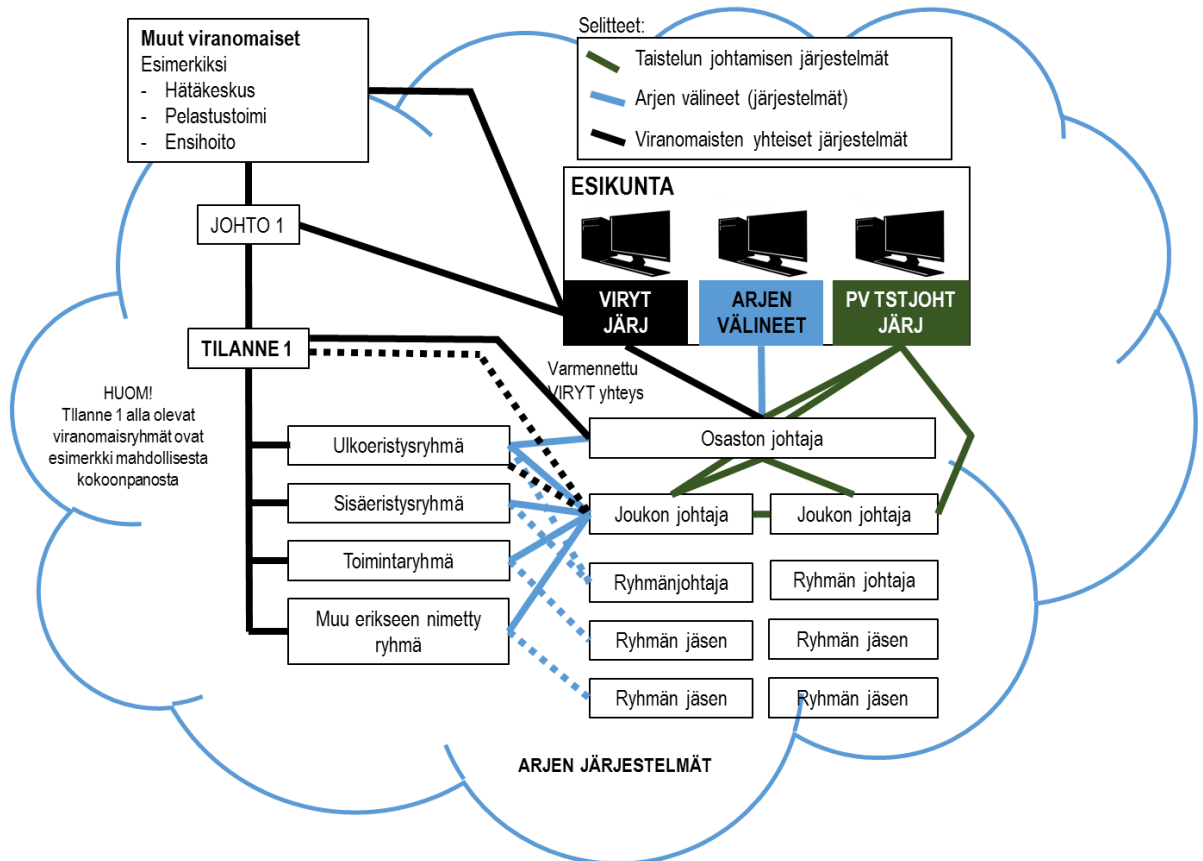 Muut viranomaiset
Esimerkiksi
- Hätäkeskus
- Pelastustoimi
- Ensihoito
Selitteet:
Taistelun johtamisen järjestelmät
Arjen välineet (järjestelmät)
Viranomaisten yhteiset järjestelmät
ESIKUNTA
VIRYT
JÄRJ
ARJEN
VÄLINEET
PV TSTJOHT
JÄRJ
JOHTO 1
TILANNE 1
Varmennettu
VIRYT yhteys
HUOM!
TIlanne 1 alla olevat
viranomaisryhmät ovat
esimerkki mahdollisesta
kokoonpanosta
Ulkoeristysryhmä
Sisäeristysryhmä
Toimintaryhmä
Muu erikseen nimetty
ryhmä
Osaston johtaja
Joukon johtaja
Joukon johtaja
Ryhmänjohtaja
Ryhmän johtaja
Ryhmän jäsen
Ryhmän jäsen
Ryhmän jäsen
Ryhmän jäsen
ARJEN JÄRJESTELMÄT